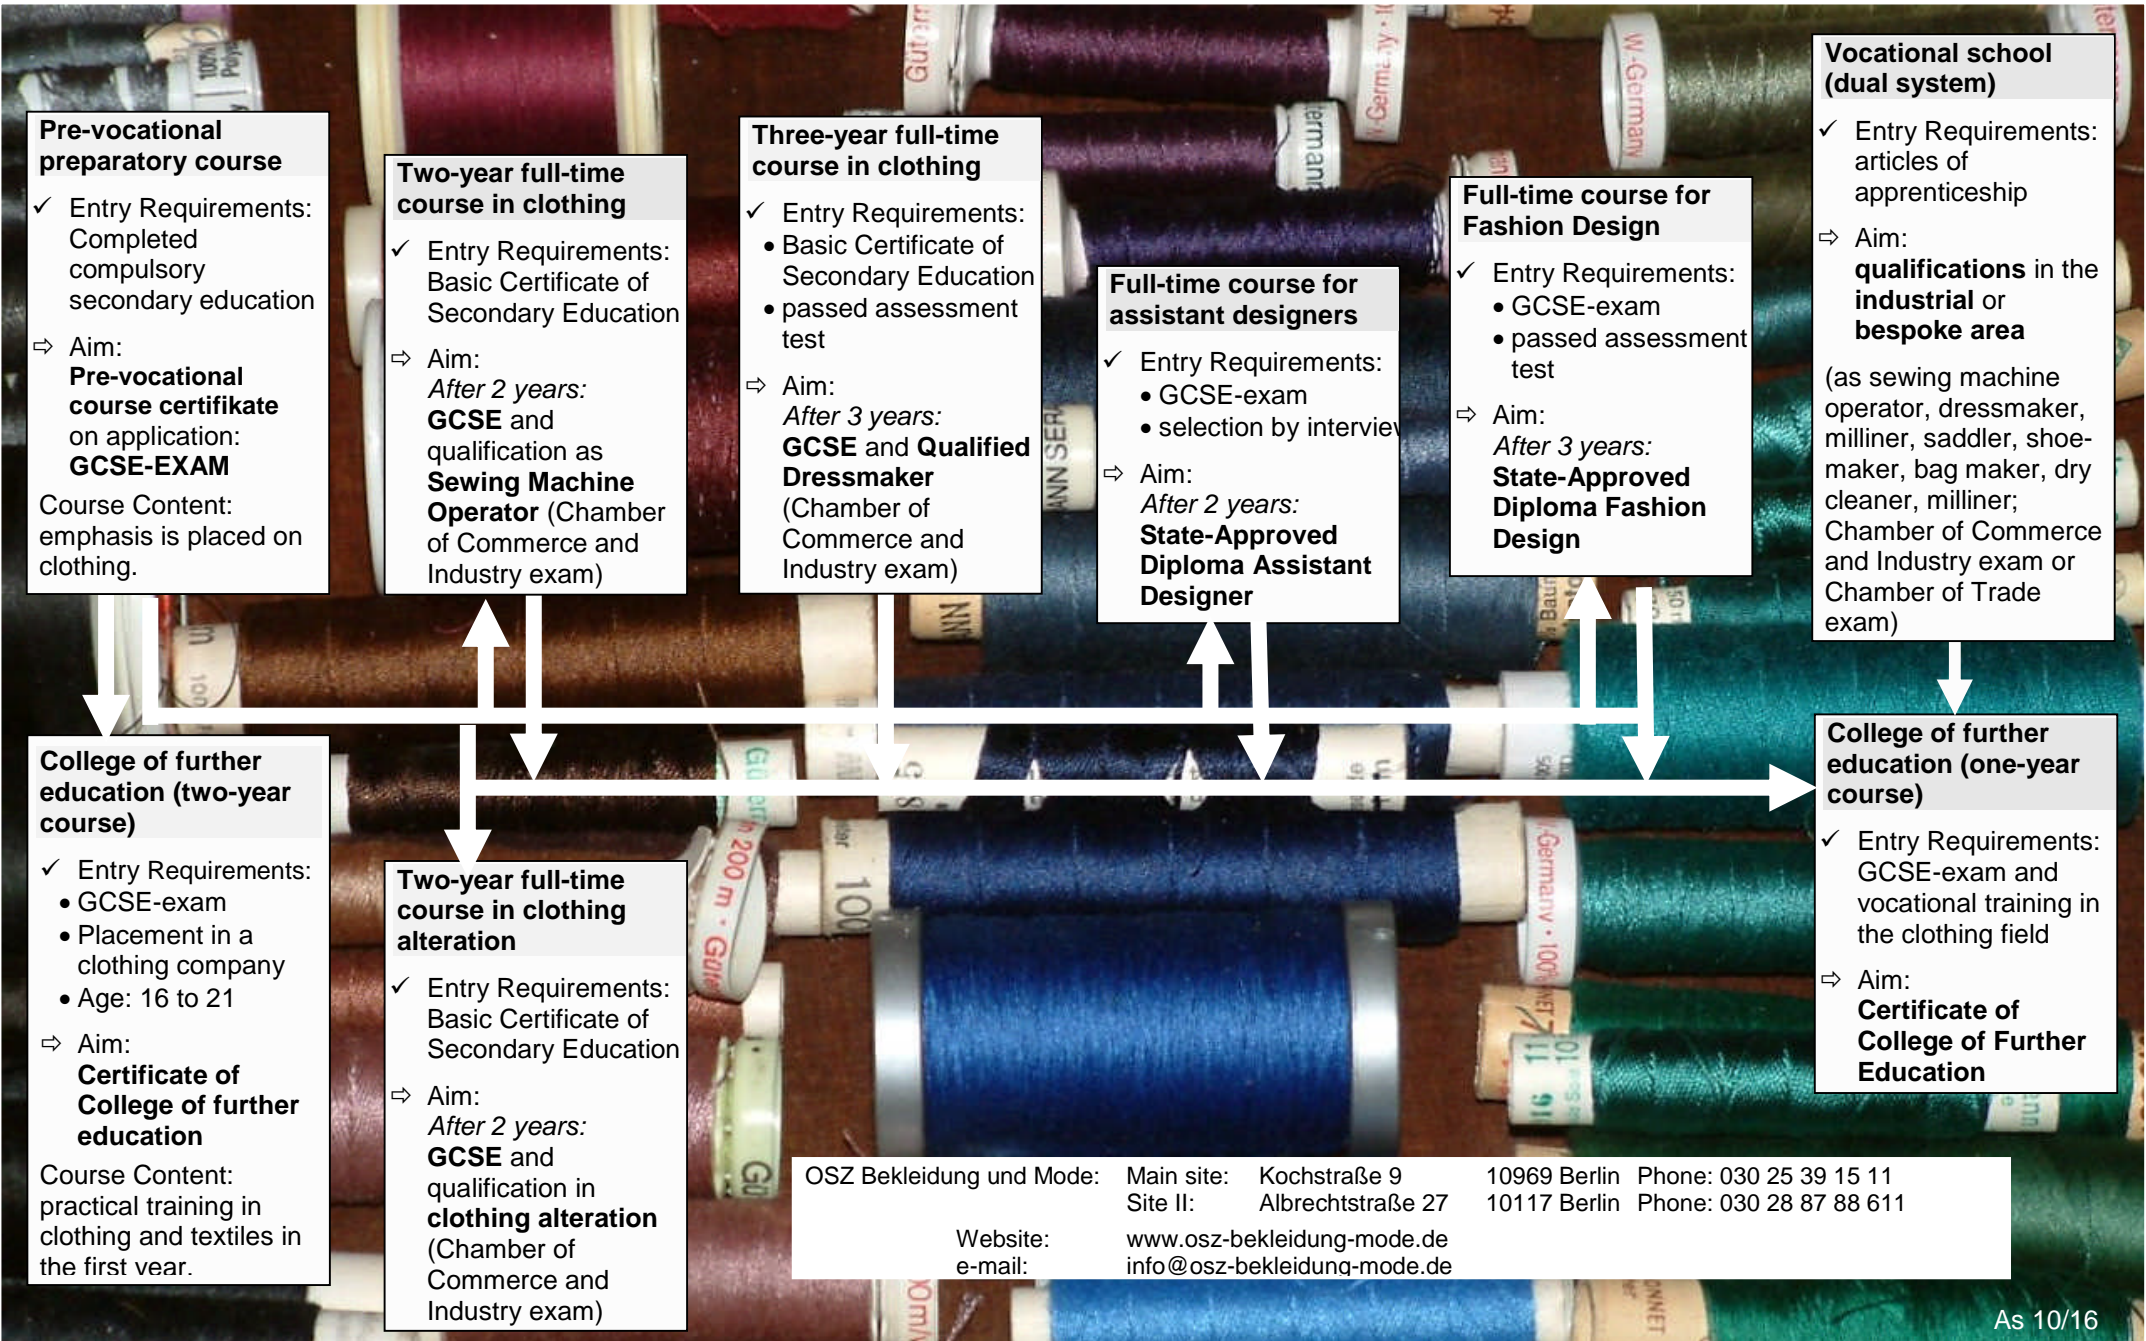 Pre-vocational
preparatory course
✓ Entry Requirements:
Completed
compulsory
secondary education
⇨ Aim:
Pre-vocational
course certifikate
on application:
GCSE-EXAM
Course Content:
emphasis is placed on
clothing.
Two-year full-time
course in clothing
✓ Entry Requirements:
Basic Certificate of
Secondary Education
⇨ Aim:
After 2 years:
GCSE and
qualification as
Sewing Machine
Operator (Chamber
of Commerce and
Industry exam)
Three-year full-time
course in clothing
✓ Entry Requirements:
• Basic Certificate of
Secondary Education
• passed assessment
test
⇨ Aim:
After 3 years:
GCSE and Qualified
Dressmaker
(Chamber of
Commerce and
Industry exam)
Full-time course for
assistant designers
✓ Entry Requirements:
• GCSE-exam
• selection by interview
⇨ Aim:
After 2 years:
State-Approved
Diploma Assistant
Designer
Full-time course for
Fashion Design
✓ Entry Requirements:
• GCSE-exam
• passed assessment
test
⇨ Aim:
After 3 years:
State-Approved
Diploma Fashion
Design
Vocational school
(dual system)
✓ Entry Requirements:
articles of
apprenticeship
⇨ Aim:
qualifications in the
industrial or
bespoke area
(as sewing machine
operator, dressmaker,
milliner, saddler, shoe-
maker, bag maker, dry
cleaner, milliner;
Chamber of Commerce
and Industry exam or
Chamber of Trade
exam)
College of further
education (two-year
course)
✓ Entry Requirements:
• GCSE-exam
• Placement in a
clothing company
• Age: 16 to 21
⇨ Aim:
Certificate of
College of further
education
Course Content:
practical training in
clothing and textiles in
the first year.
Two-year full-time
course in clothing
alteration
✓ Entry Requirements:
Basic Certificate of
Secondary Education
⇨ Aim:
After 2 years:
GCSE and
qualification in
clothing alteration
(Chamber of
Commerce and
Industry exam)
College of further
education (one-year
course)
✓ Entry Requirements:
GCSE-exam and
vocational training in
the clothing field
⇨ Aim:
Certificate of
College of Further
Education
OSZ Bekleidung und Mode: Main site: Kochstraße 9 10969 Berlin Phone: 030 25 39 15 11
Site II: Albrechtstraße 27 10117 Berlin Phone: 030 28 87 88 611
Website: www.osz-bekleidung-mode.de
e-mail: info@osz-bekleidung-mode.de
As 10/16
W-Germany
200 m
100